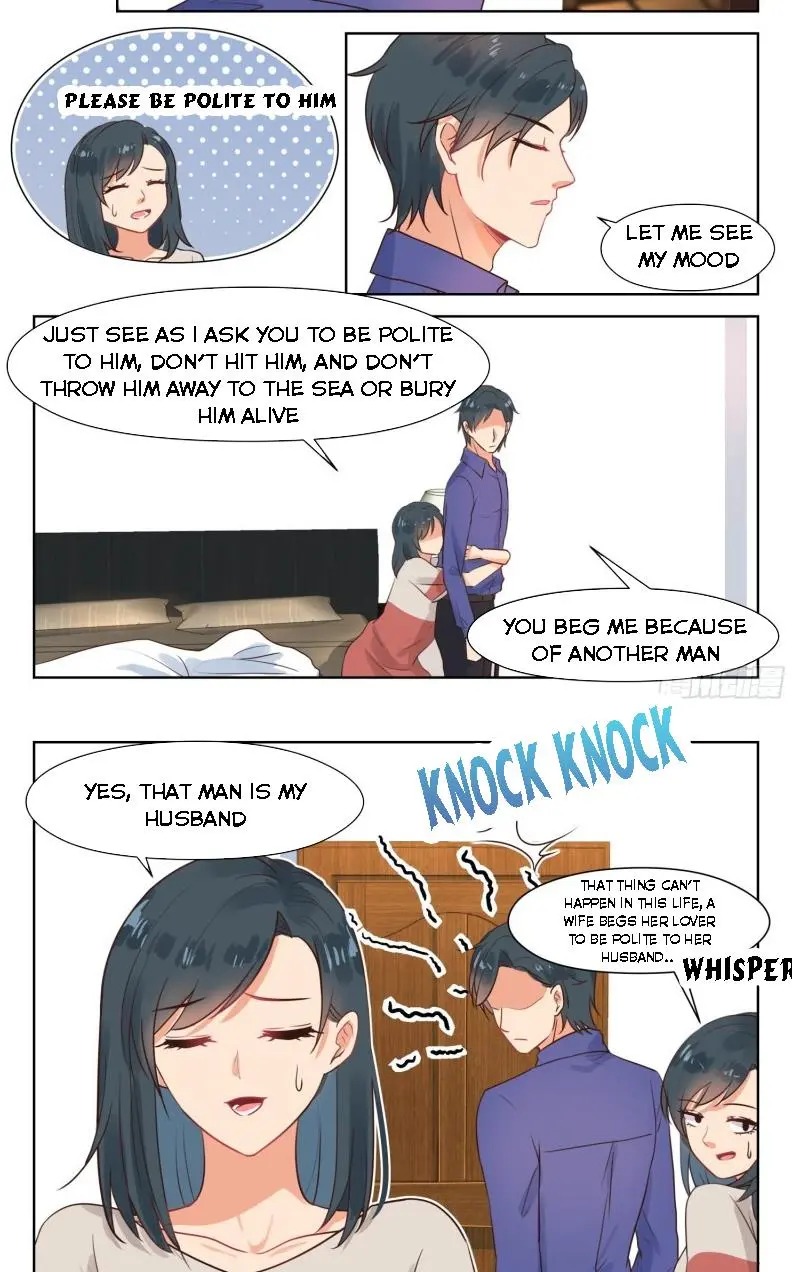 PLEASE BE POLITE TO HIM
LET ME SEE
MY MOOD
JUST SEE AS I ASK YOU TO BE POLITE
TO HIM, DON'T HIT HIM, AND DON'T
THROW HIM AWAY TO THE SEA OR BURY
HIM ALIVE
YOU BEG ME BECAUSE
OF ANOTHER MAN
KNOCK KNOCK
YES, THAT MAN IS MY
HUSBAND
THAT THING CAN'T
HAPPEN IN THIS LIFE, A
WIFE BEGS HER LOVER
TO BE POLITE TO HER
HUSBAND..
WHISPER